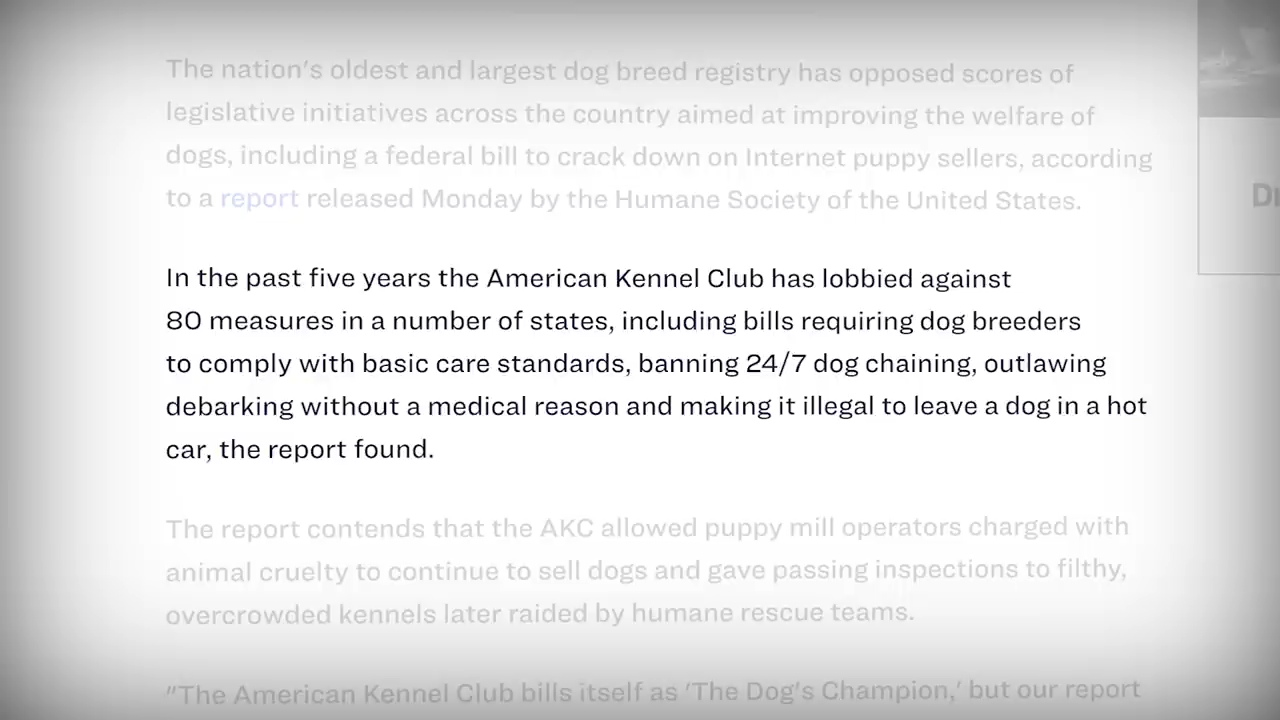 The nation's oldest and largest dog breed registry has opposed scores of
legislative initiatives across the country aimed at improving the welfare of
dogs, including a federal bill to crack down on Internet puppy sellers, according
to a report released Monday by the Humane Society of the United States.
In the past five years the American Kennel Club has lobbied against
80 measures in a number of states, including bills requiring dog breeders
to comply with basic care standards, banning 24/7 dog chaining, outlawing
debarking without a medical reason and making it illegal to leave a dog in a hot
car, the report found.
The report contends that the AKC allowed puppy mill operators charged with
animal cruelty to continue to sell dogs and gave passing inspections to filthy,
overcrowded kennels later raided by humane rescue teams.
"The American Kennel Club bills itself as 'The Dog's Champion,' but our report